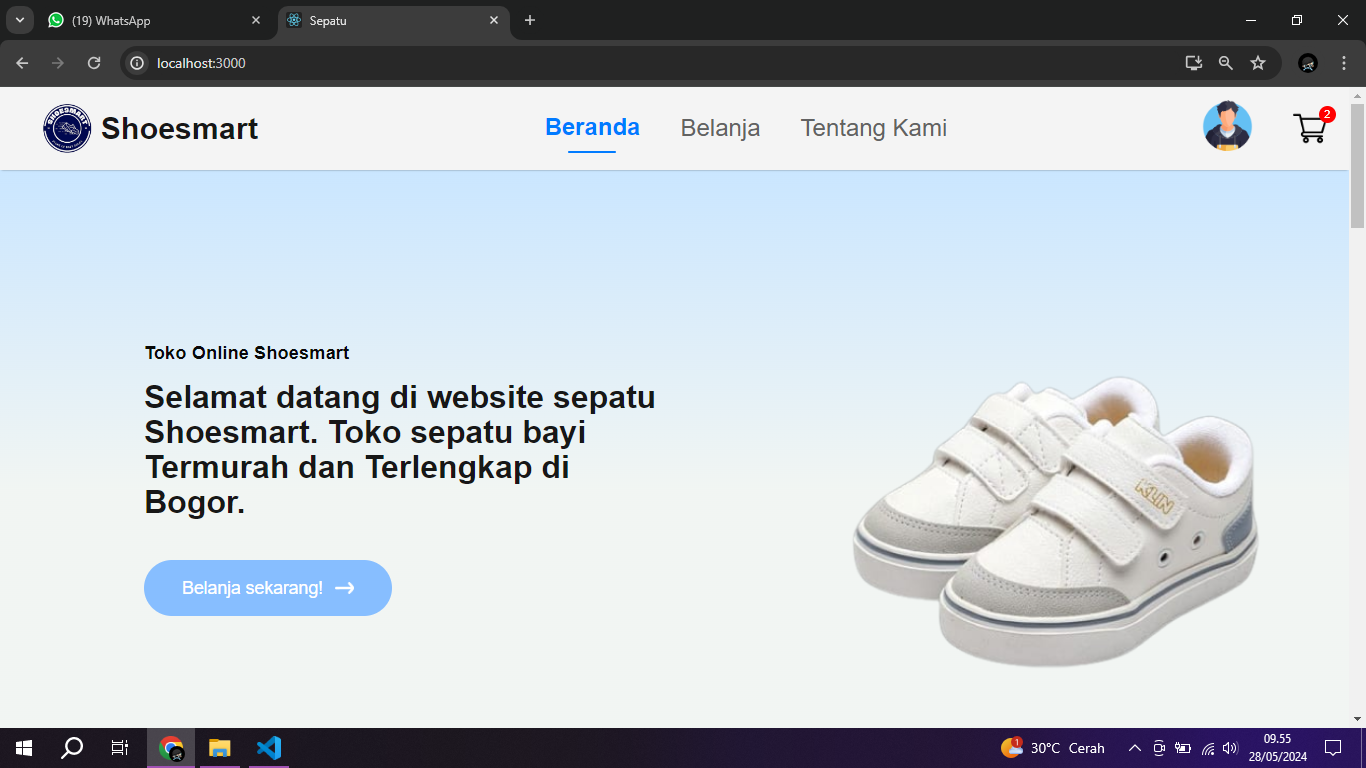 (19) WhatsApp
Sepatu
localhost:3000
SHOESMART
Shoesmart
Beranda
Belanja
Tentang Kami
2
Toko Online Shoesmart
Selamat datang di website sepatu
Shoesmart. Toko sepatu bayi
Termurah dan Terlengkap di
Bogor.
KLIN
Belanja sekarang!
1
30°C Cerah
09.55
28/05/2024